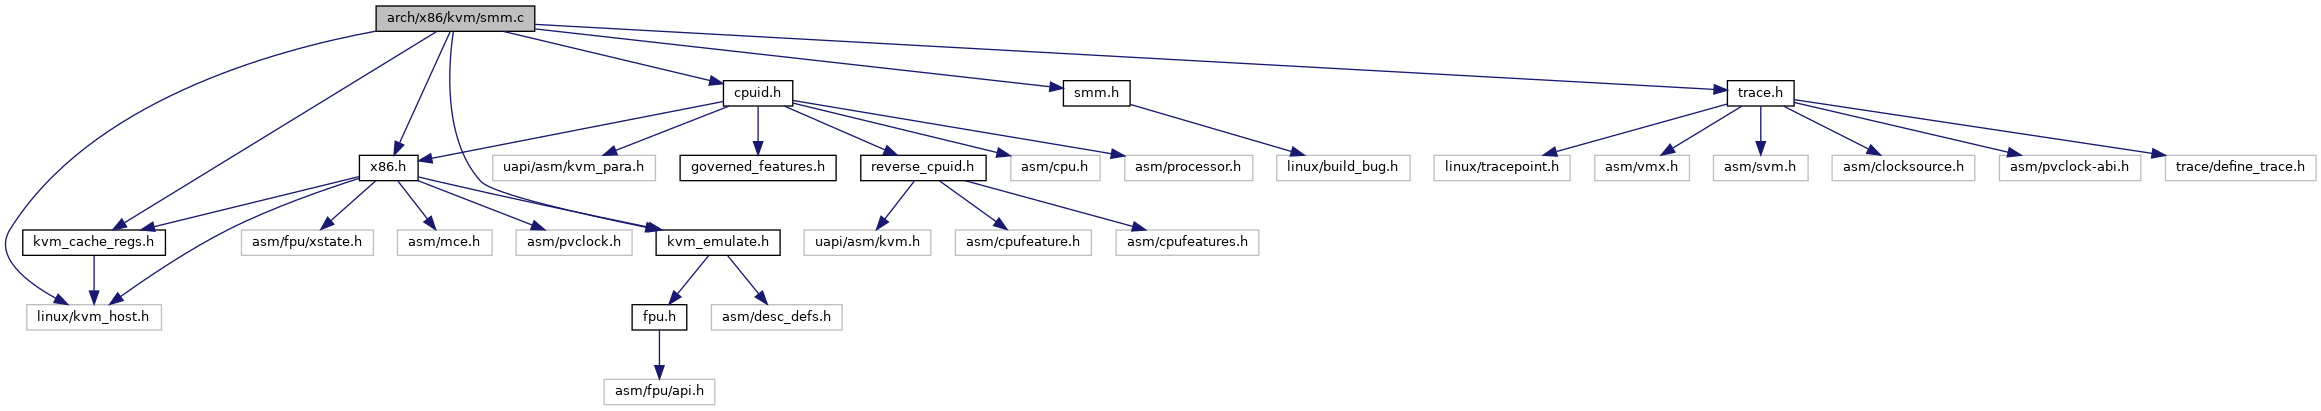 arch/x86/kvm/smm.c
cpuid.h
smm.h
trace.h
x86.h
uapi/asm/kvm_para.h
governed_features.h
reverse_cpuid.h
asm/cpu.h
asm/processor.h
linux/build_bug.h
linux/tracepoint.h
asm/vmx.h
asm/svm.h
asm/clocksource.h
asm/pvclock-abi.h
trace/define_trace.h
kvm_cache_regs.h
asm/fpu/xstate.h
asm/mce.h
asm/pvclock.h
kvm_emulate.h
uapi/asm/kvm.h
asm/cpufeature.h
asm/cpufeatures.h
linux/kvm_host.h
fpu.h
asm/desc_defs.h
asm/fpu/api.h